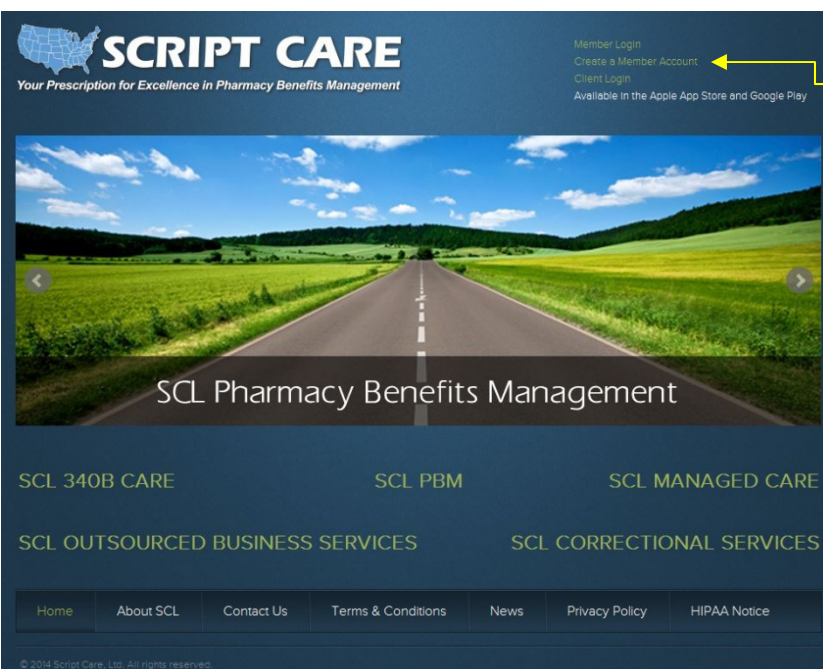 SCRIPT CARE
Your Prescription for Excellence in Pharmacy Benefits Management
Member Login
Create a Member Account
Client Login
Available in the Apple App Store and Google Play
SCL Pharmacy Benefits Management
SCL 340B CARE SCL PBM SCL MANAGED CARE
SCL OUTSOURCED BUSINESS SERVICES SCL CORRECTIONAL SERVICES
Home About SCL Contact Us Terms & Conditions News Privacy Policy HIPAA Notice
© 2014 Script Care, Ltd. All rights reserved.